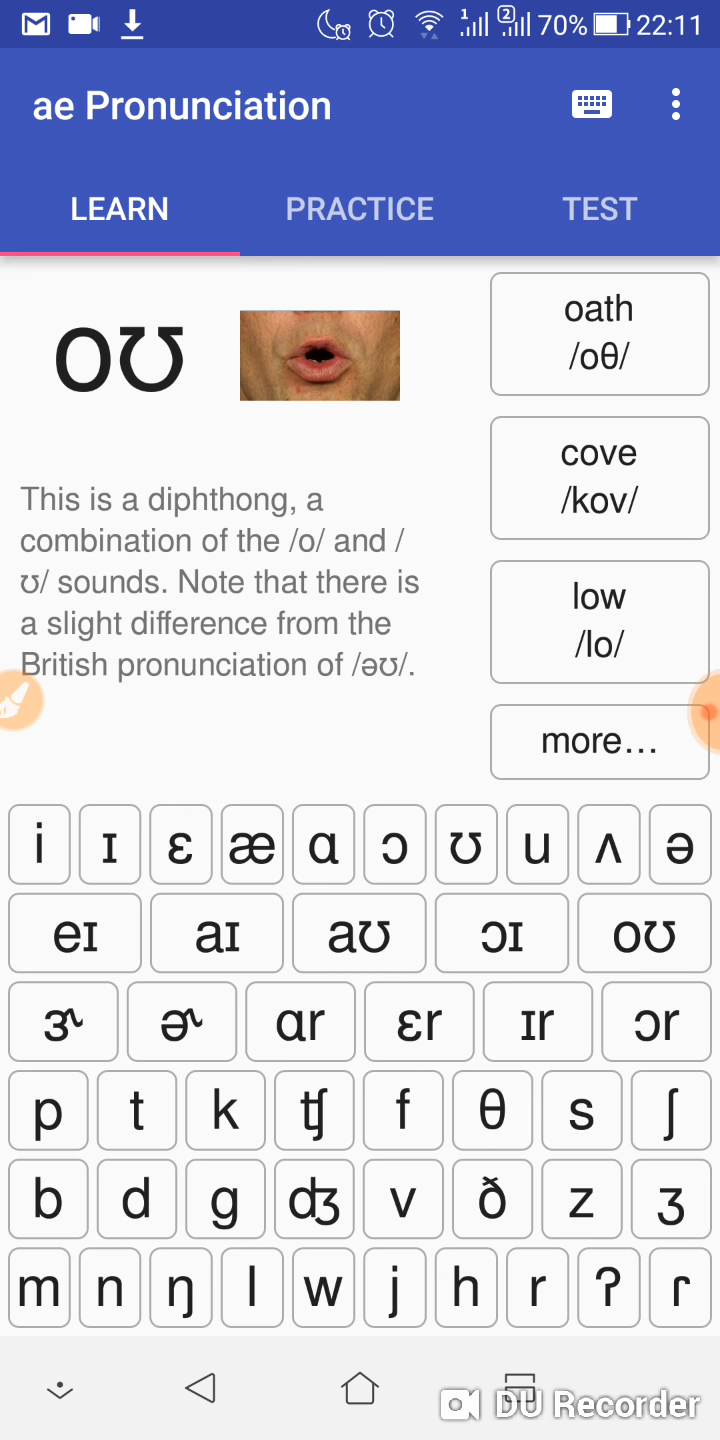 1 2 70% 22:11
ae Pronunciation
LEARN PRACTICE TEST
oʊ
This is a diphthong, a
combination of the /o/ and /
ʊ/ sounds. Note that there is
a slight difference from the
British pronunciation of /əʊ/.
oath
/oθ/
cove
/kov/
low
/lo/
more...
i ɪ ɛ æ ɑ ɔ ʊ u ʌ ə
eɪ aɪ aʊ ɔɪ oʊ
ɝ ɚ ɑr ɛr ɪr ɔr
p t k ʧ f θ s ʃ
b d g ʤ v ð z ʒ
m n ŋ l w j h r ʔ ɾ
DU Recorder